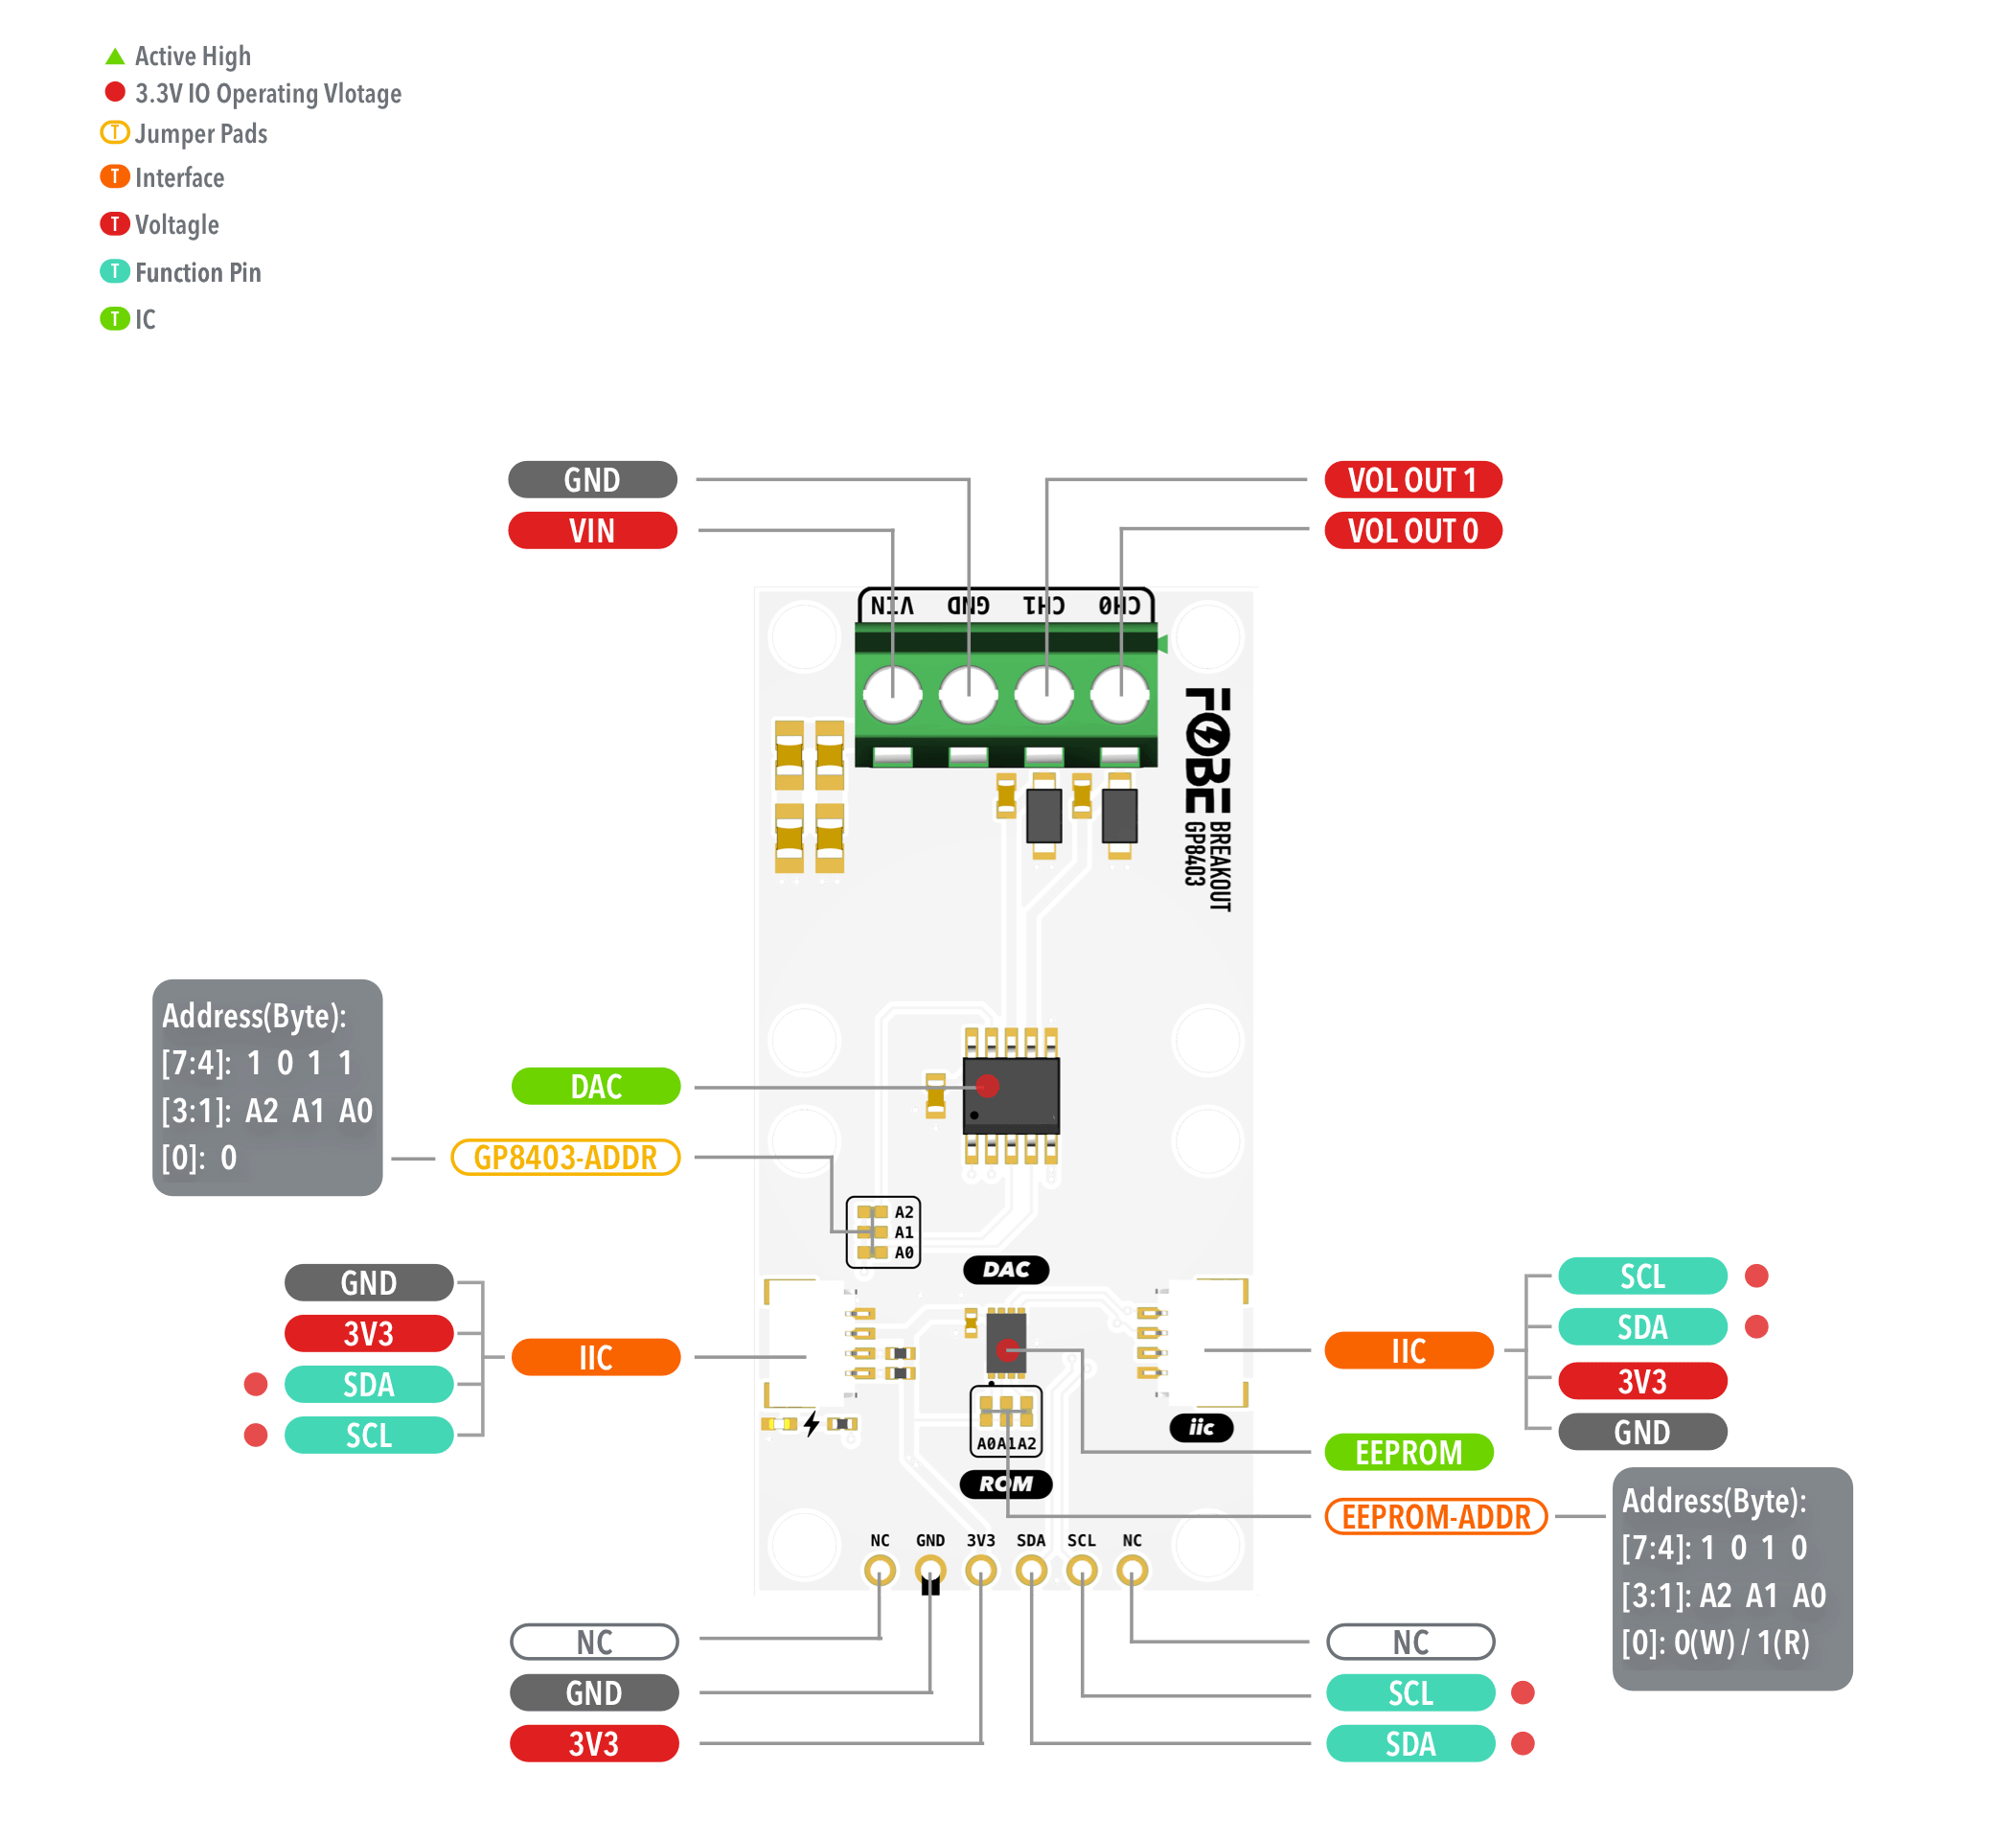 Active High
3.3V IO Operating Vlotage
T Jumper Pads
T Interface
T Voltagle
T Function Pin
T IC
GND
VIN
VOL OUT 1
VOL OUT 0
VIN GND CH1 CH0
FOBE
BREAKOUT
GP8403
Address(Byte):
[7:4]: 1 0 1 1
[3:1]: A2 A1 A0
[0]: 0
DAC
GP8403-ADDR
A2
A1
A0
DAC
GND
3V3
SDA
SCL
IIC
IIC
SCL
SDA
3V3
GND
iic
A0A1A2
ROM
EEPROM
EEPROM-ADDR
Address(Byte):
[7:4]: 1 0 1 0
[3:1]: A2 A1 A0
[0]: 0(W) / 1(R)
NC GND 3V3 SDA SCL NC
NC
GND
3V3
NC
SCL
SDA